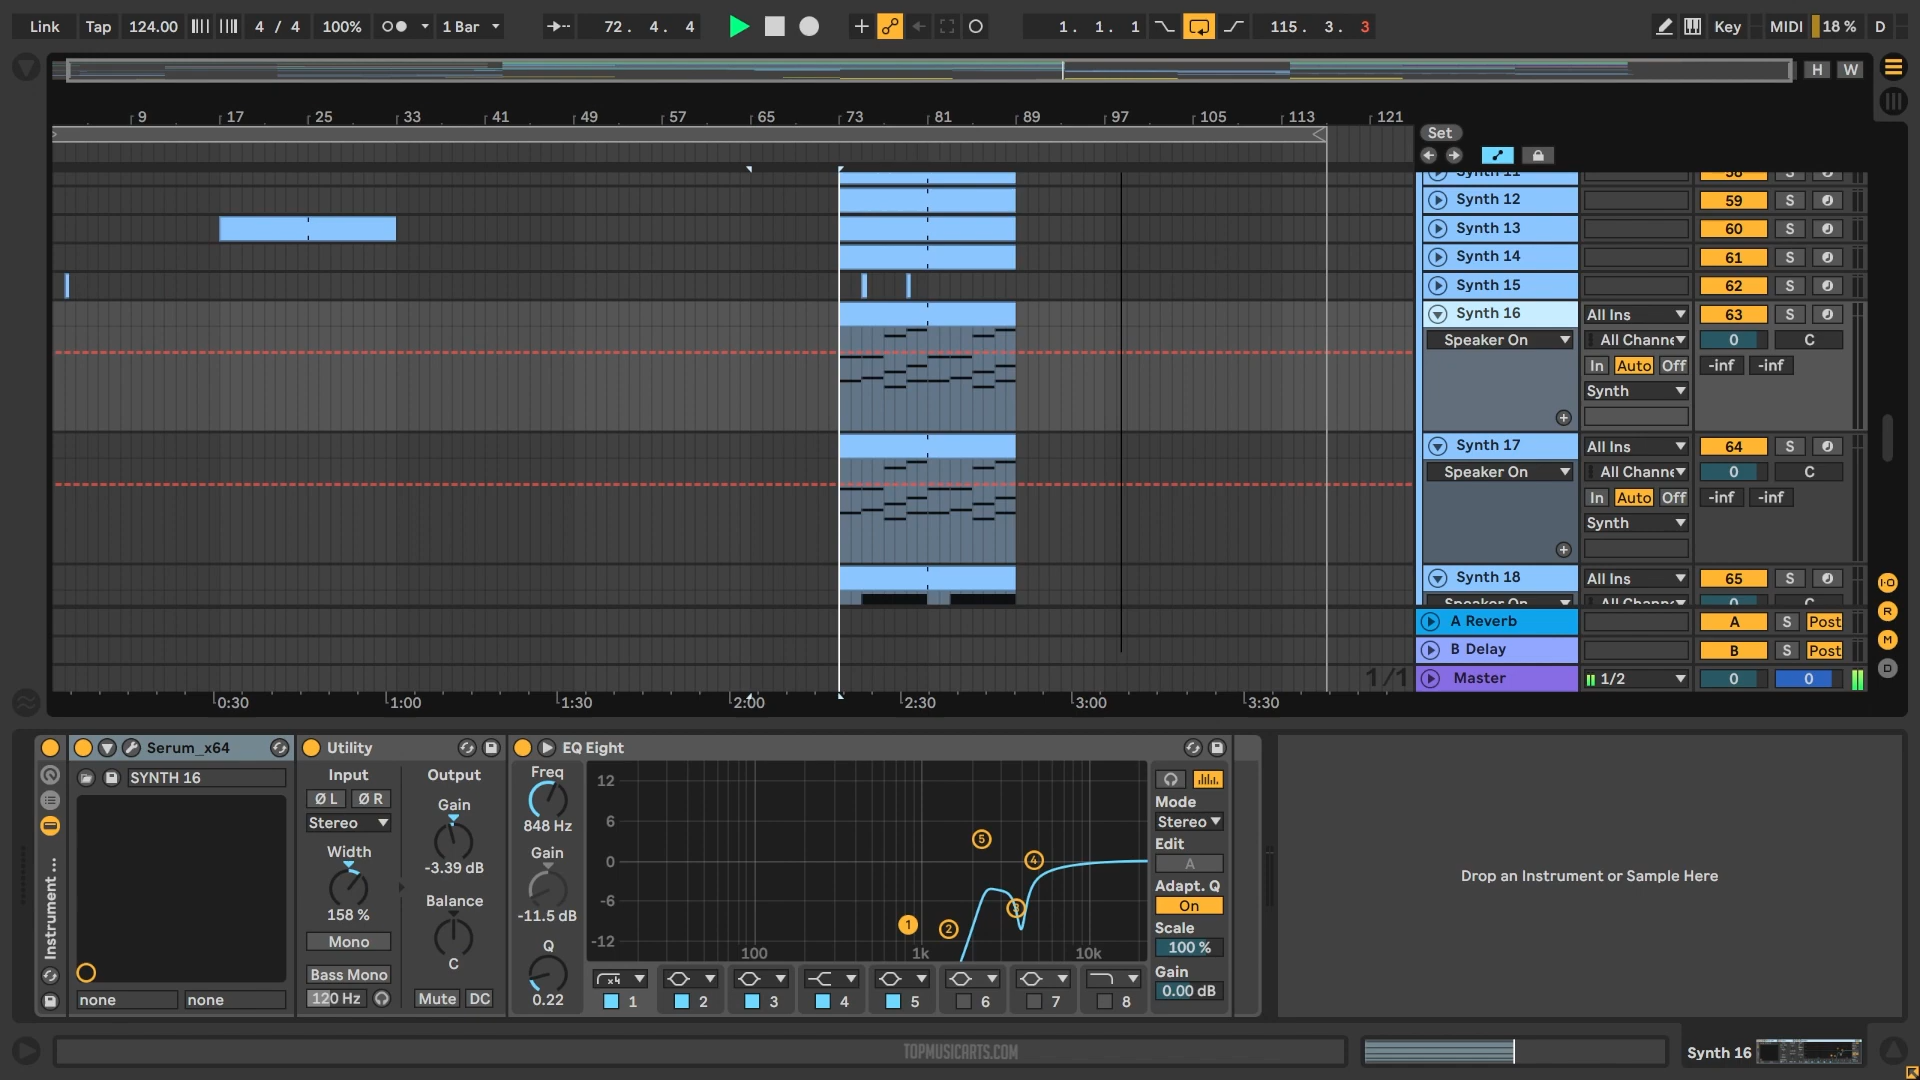 Link Tap 124.00 4 / 4 100% 1 Bar 72. 4. 4 1. 1. 1 115. 3. 3 Key MIDI 18 % D
H W
9 17 25 33 41 49 57 65 73 81 89 97 105 113 121
Set
Synth 11 58 S
Synth 12 59 S
Synth 13 60 S
Synth 14 61 S
Synth 15 62 S
Synth 16 All Ins 63 S
Speaker On All Channe 0 C
In Auto Off -inf -inf
Synth
Synth 17 All Ins 64 S
Speaker On All Channe 0 C
In Auto Off -inf -inf
Synth
Synth 18 All Ins 65 S
Speaker On All Channe 0 C
I·O
R
M
D
A Reverb A S Post
B Delay B S Post
1/1 Master 1/2 0 0
0:30 1:00 1:30 2:00 2:30 3:00 3:30
Instrument ...
Serum_x64
SYNTH 16
none none
Utility
Input Output
Ø L Ø R Gain
Stereo
-3.39 dB
Width
158 %
Balance
Mono
C
Bass Mono
120 Hz Mute DC
EQ Eight
Freq
848 Hz
Gain
-11.5 dB
Q
0.22
12
6
0
-6
-12
100 1k 10k
1 2 3 4 5
x4
1 2 3 4 5 6 7 8
Mode
Stereo
Edit
A
Adapt. Q
On
Scale
100 %
Gain
0.00 dB
Drop an Instrument or Sample Here
TOPMUSICARTS.COM
Synth 16